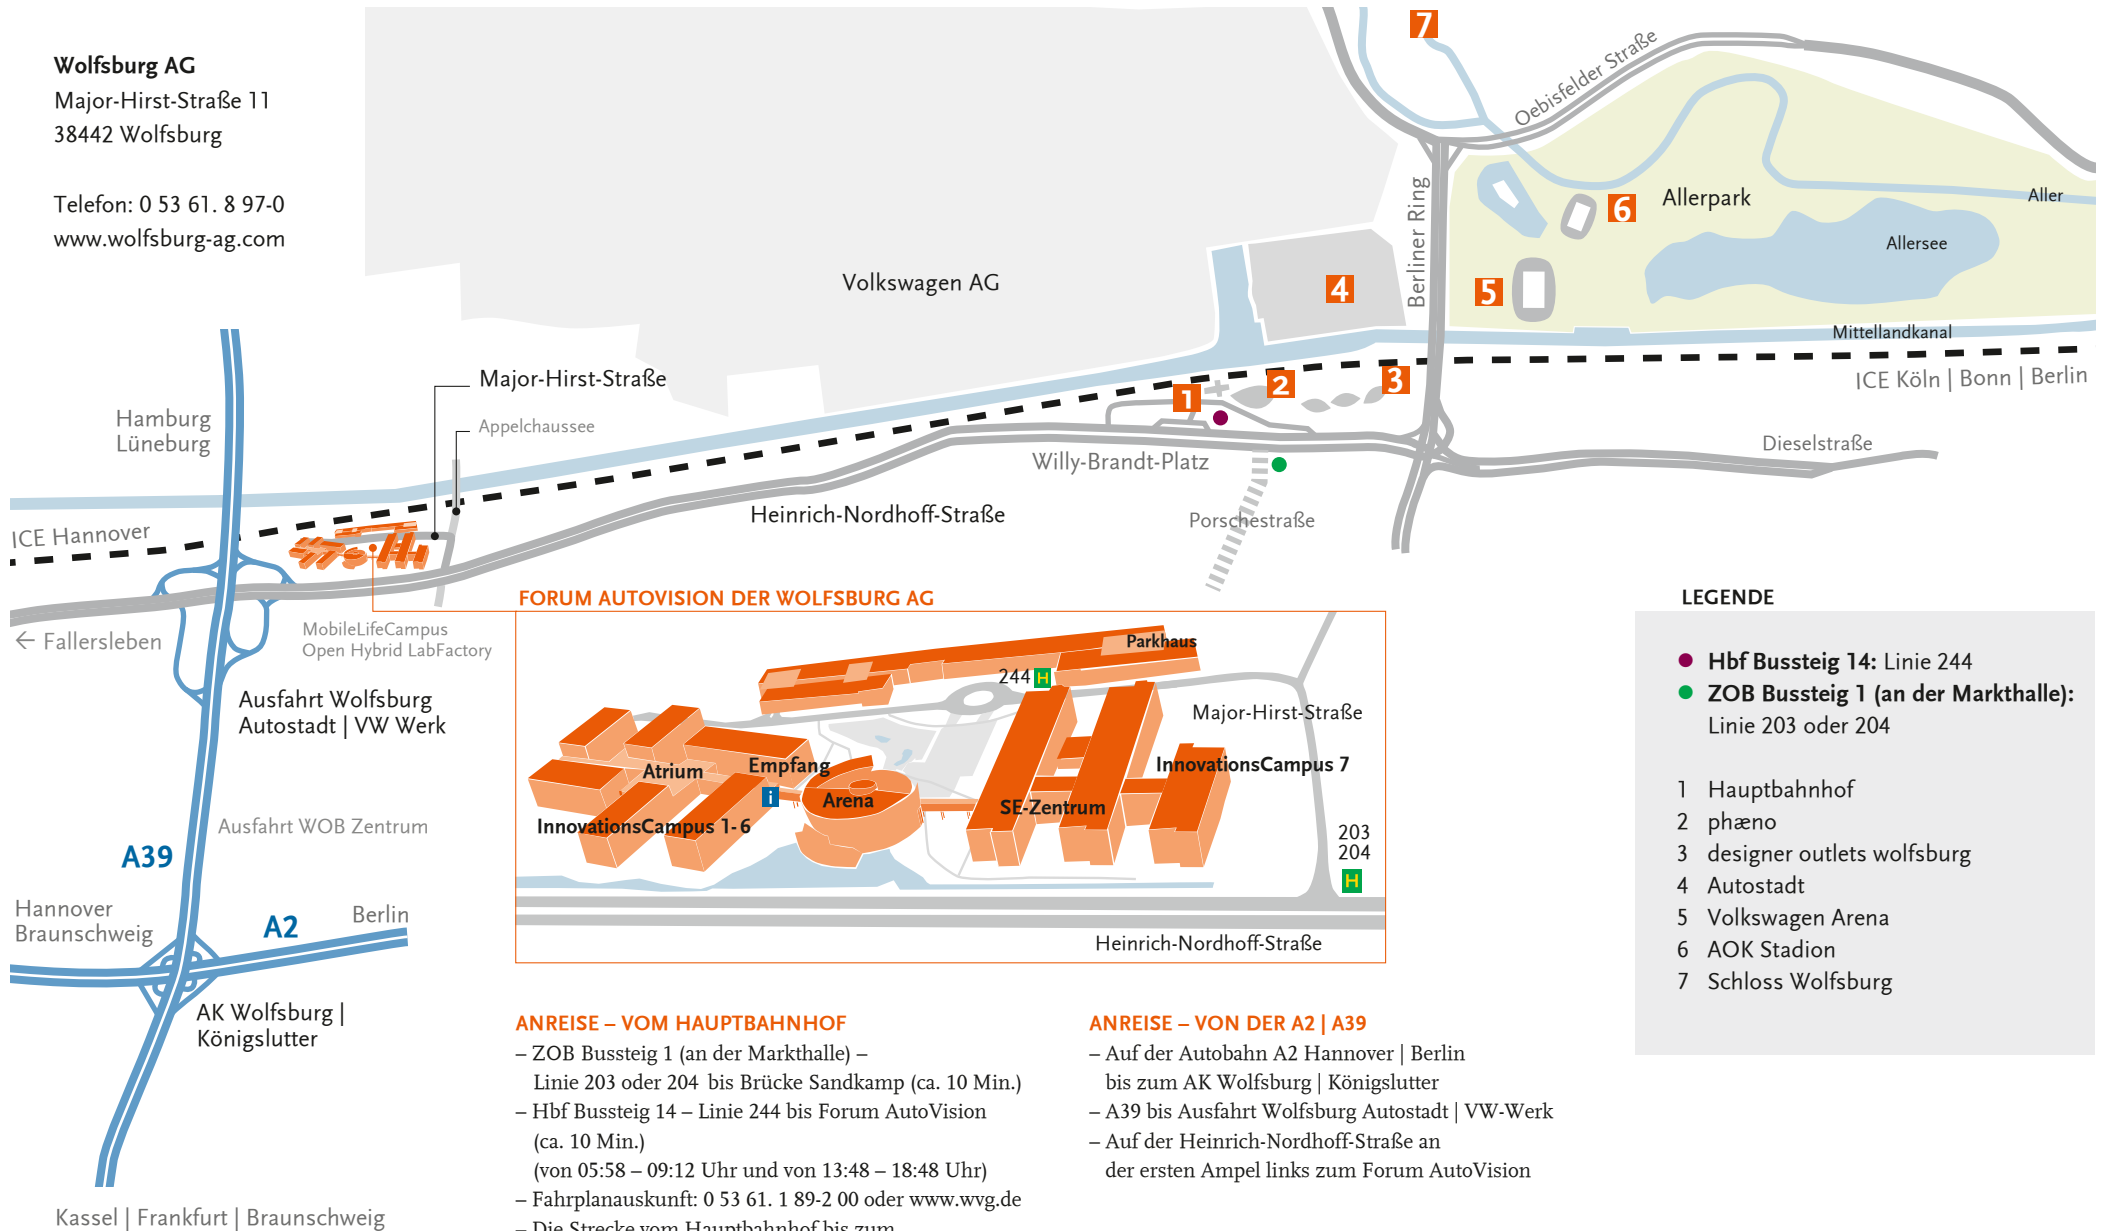 Wolfsburg AG
Major-Hirst-Straße 11
38442 Wolfsburg
Telefon: 0 53 61. 8 97-0
www.wolfsburg-ag.com
7
Oebisfelder Straße
Berliner Ring
6
Allerpark
Aller
Allersee
Volkswagen AG
4
5
Mittellandkanal
ICE Köln | Bonn | Berlin
Major-Hirst-Straße
Appelchaussee
1
2
3
Hamburg
Lüneburg
Willy-Brandt-Platz
Dieselstraße
Heinrich-Nordhoff-Straße
Porschestraße
ICE Hannover
← Fallersleben
MobileLifeCampus
Open Hybrid LabFactory
Ausfahrt Wolfsburg
Autostadt | VW Werk
Ausfahrt WOB Zentrum
A39
Hannover
Braunschweig
A2
Berlin
AK Wolfsburg |
Königslutter
Kassel | Frankfurt | Braunschweig
FORUM AUTOVISION DER WOLFSBURG AG
Parkhaus
244 H
Major-Hirst-Straße
Atrium
Empfang
InnovationsCampus 7
i
Arena
SE-Zentrum
InnovationsCampus 1-6
203
204
H
Heinrich-Nordhoff-Straße
LEGENDE
Hbf Bussteig 14: Linie 244
ZOB Bussteig 1 (an der Markthalle):
Linie 203 oder 204
1 Hauptbahnhof
2 phæno
3 designer outlets wolfsburg
4 Autostadt
5 Volkswagen Arena
6 AOK Stadion
7 Schloss Wolfsburg
ANREISE – VOM HAUPTBAHNHOF
– ZOB Bussteig 1 (an der Markthalle) –
Linie 203 oder 204 bis Brücke Sandkamp (ca. 10 Min.)
– Hbf Bussteig 14 – Linie 244 bis Forum AutoVision
(ca. 10 Min.)
(von 05:58 – 09:12 Uhr und von 13:48 – 18:48 Uhr)
– Fahrplanauskunft: 0 53 61. 1 89-2 00 oder www.wvg.de
– Die Strecke vom Hauptbahnhof bis zum
ANREISE – VON DER A2 | A39
– Auf der Autobahn A2 Hannover | Berlin
bis zum AK Wolfsburg | Königslutter
– A39 bis Ausfahrt Wolfsburg Autostadt | VW-Werk
– Auf der Heinrich-Nordhoff-Straße an
der ersten Ampel links zum Forum AutoVision